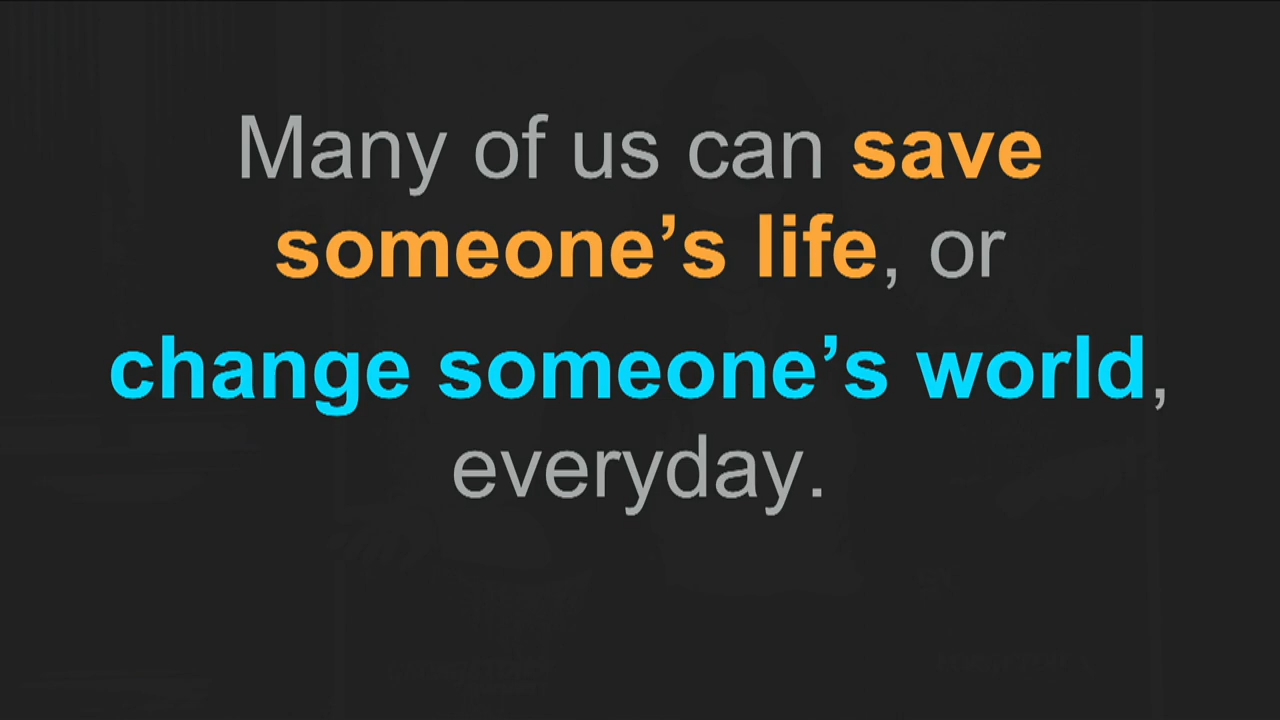 Many of us can save
someone’s life, or
change someone’s world,
everyday.